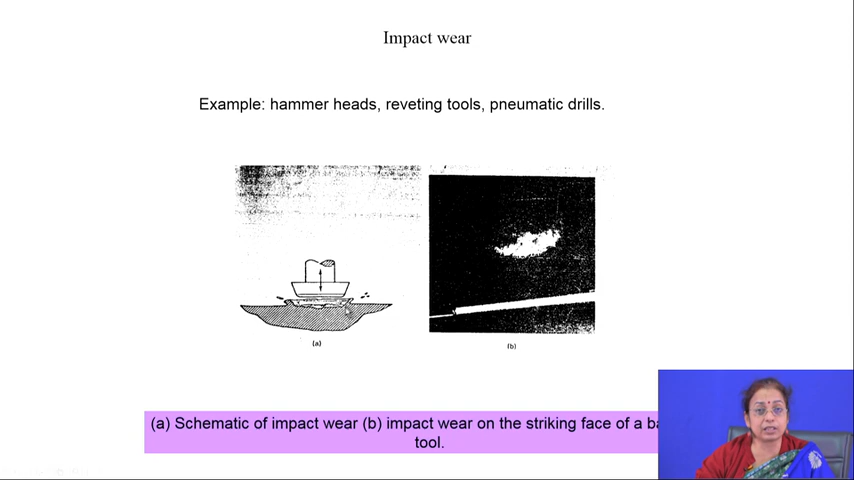 Impact wear
Example: hammer heads, reveting tools, pneumatic drills.
(a)
(b)
(a) Schematic of impact wear (b) impact wear on the striking face of a
tool.